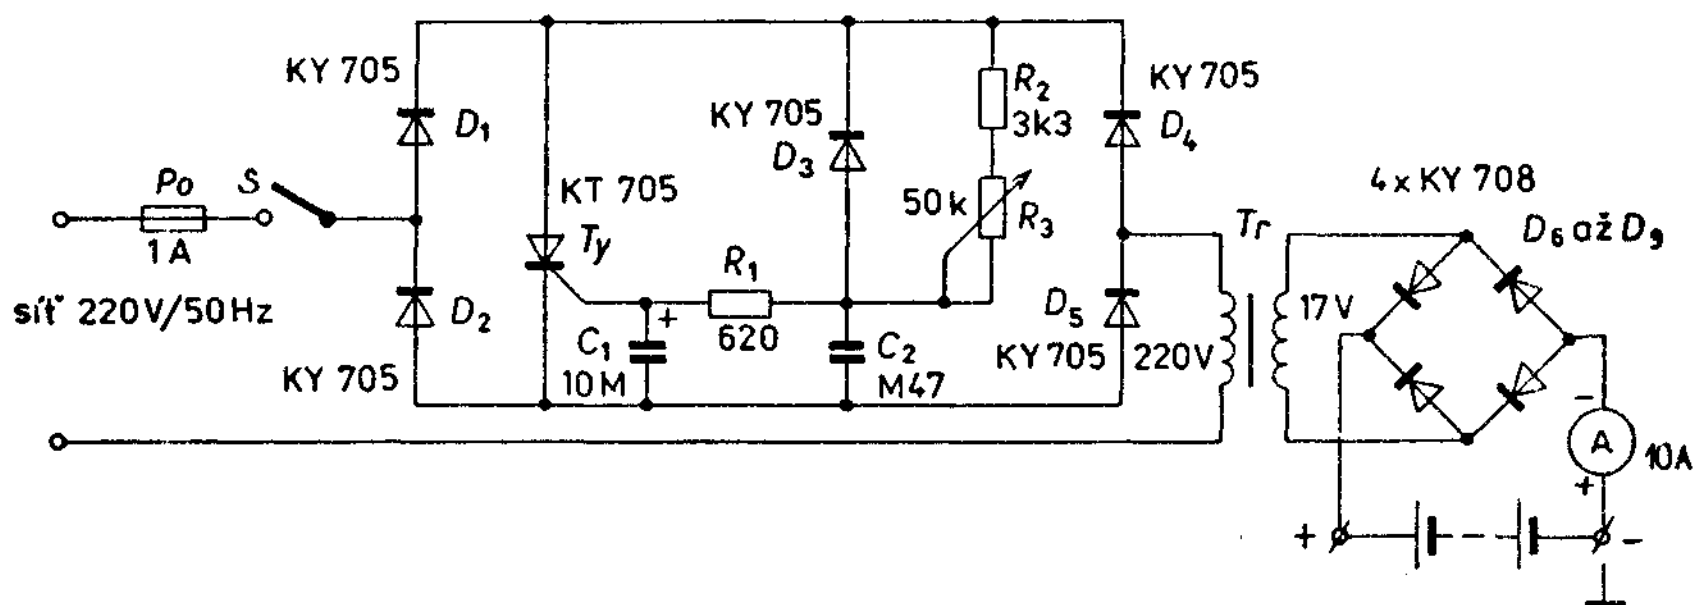 KY 705
D₁
KY 705
D₃
R₂
3k3
KY 705
D₄
Po
1 A
S
KT 705
Ty
50 k
R₃
4 x KY 708
D₆ až D₉
Tr
síť 220V/50Hz
D₂
KY 705
R₁
620
+
C₁
10 M
C₂
M47
D₅
KY 705
220V
17V
-
A
10A
+
+
-